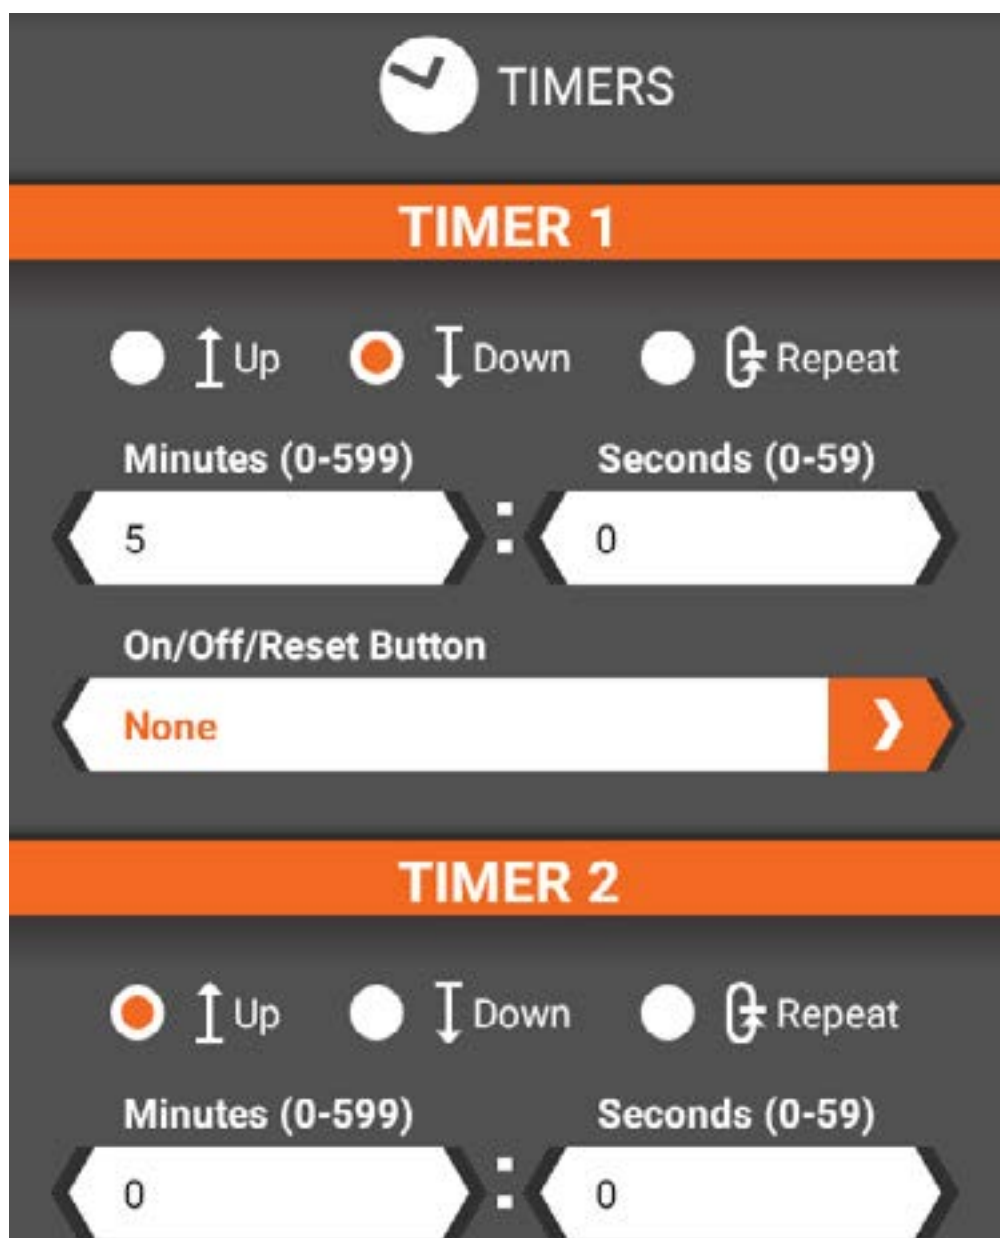 TIMERS
TIMER 1
Up Down Repeat
Minutes (0-599) Seconds (0-59)
5 : 0
On/Off/Reset Button
None
TIMER 2
Up Down Repeat
Minutes (0-599) Seconds (0-59)
0 : 0